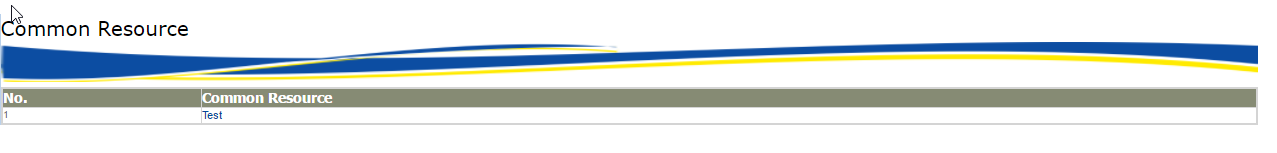 Common Resource
No. Common Resource
1 Test